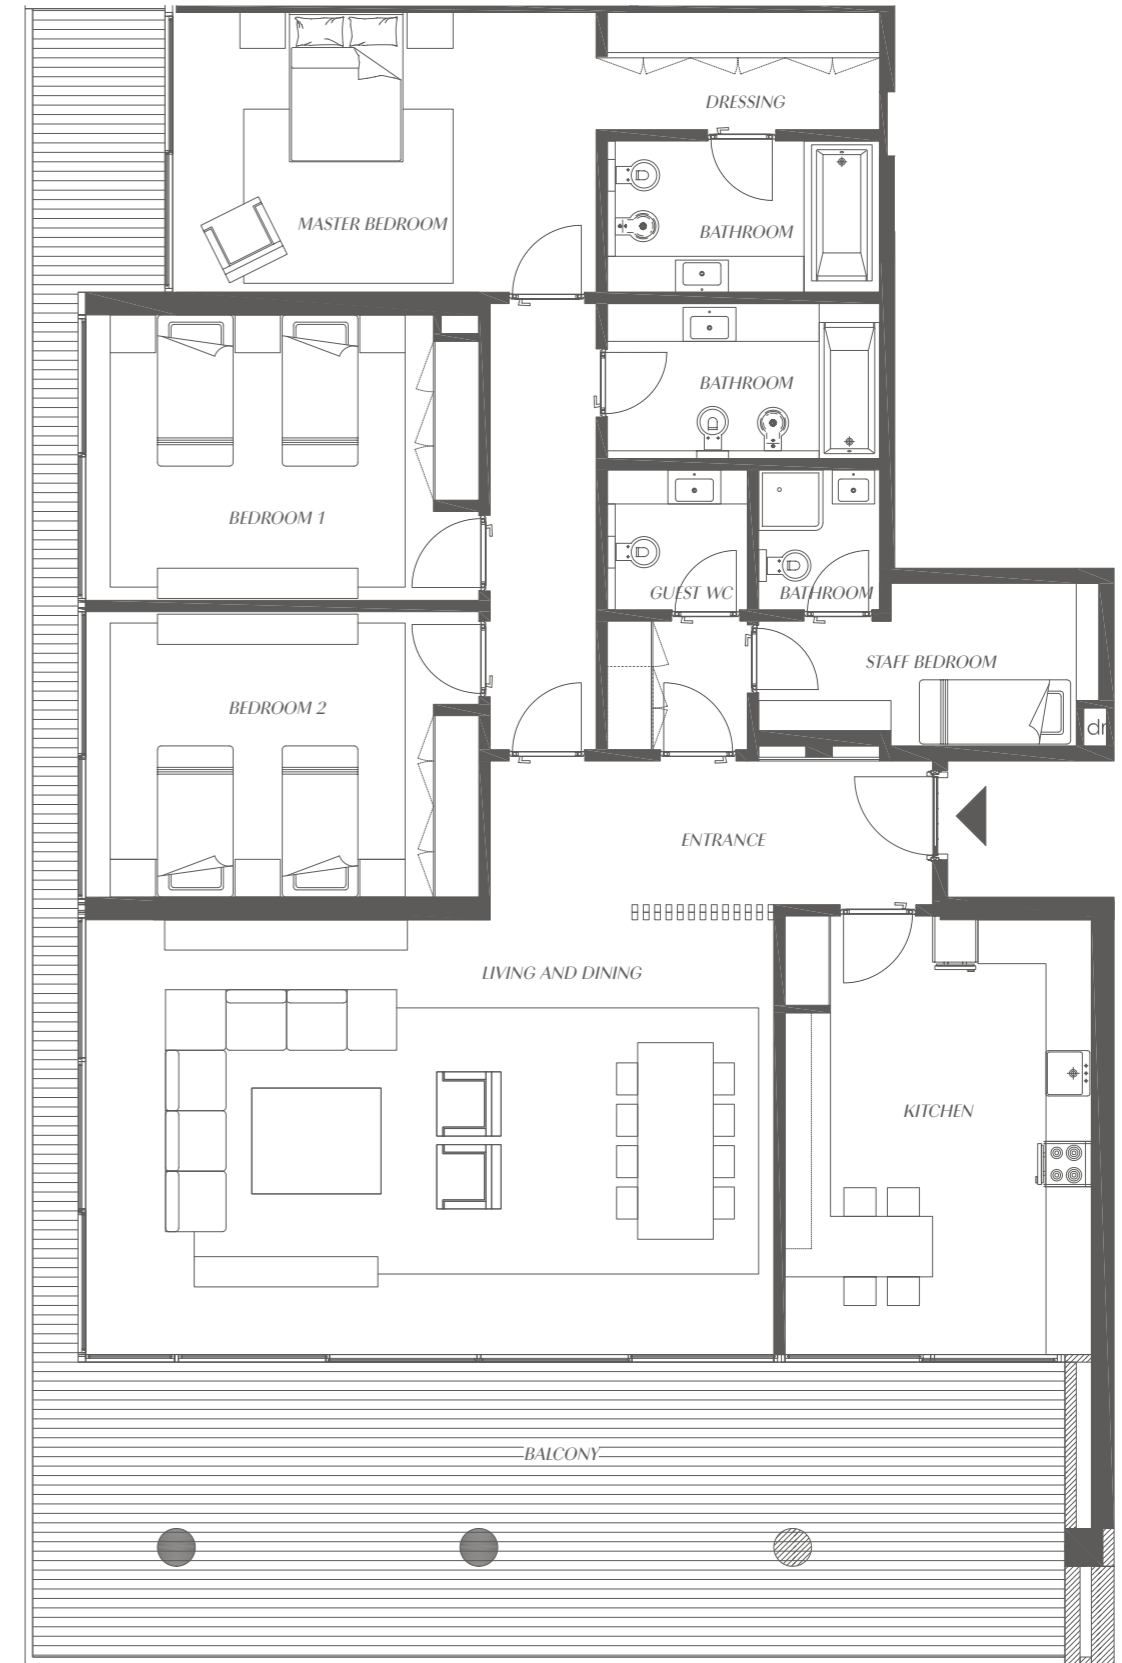 DRESSING
MASTER BEDROOM
BATHROOM
BATHROOM
BEDROOM 1
GUEST WC
BATHROOM
STAFF BEDROOM
BEDROOM 2
dr
ENTRANCE
LIVING AND DINING
KITCHEN
BALCONY